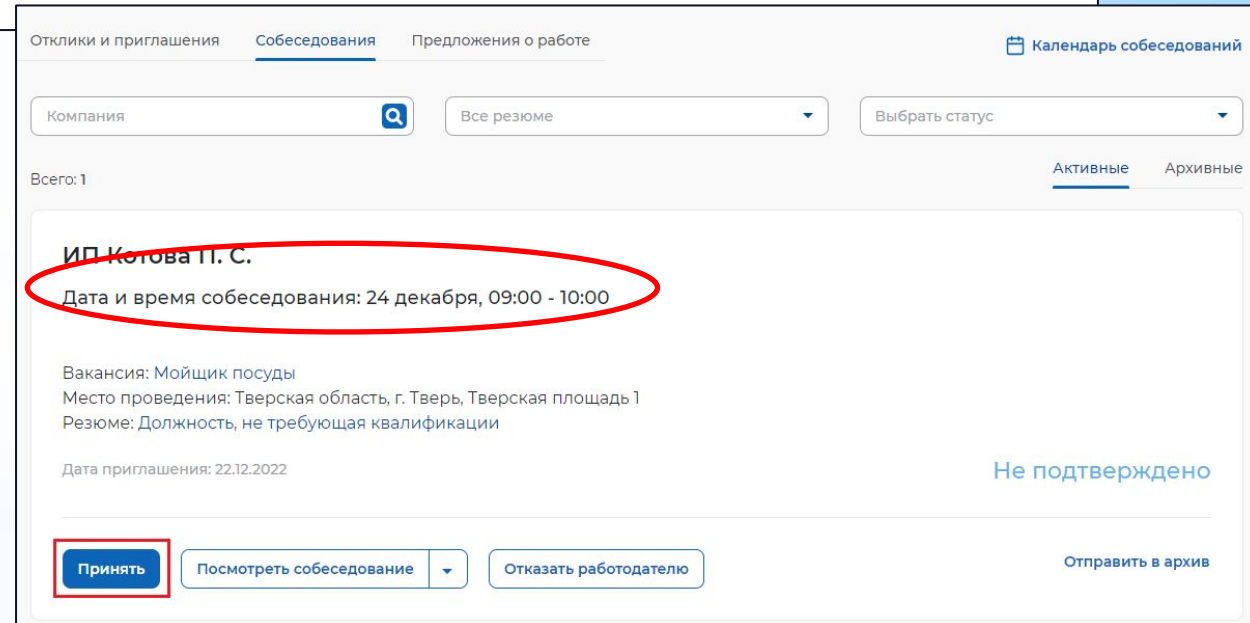 Отклики и приглашения Собеседования Предложения о работе Календарь собеседований
Компания Все резюме Выбрать статус
Всего: 1 Активные Архивные
ИП Котова П. С.
Дата и время собеседования: 24 декабря, 09:00 - 10:00
Вакансия: Мойщик посуды
Место проведения: Тверская область, г. Тверь, Тверская площадь 1
Резюме: Должность, не требующая квалификации
Дата приглашения: 22.12.2022 Не подтверждено
Принять Посмотреть собеседование Отказать работодателю Отправить в архив